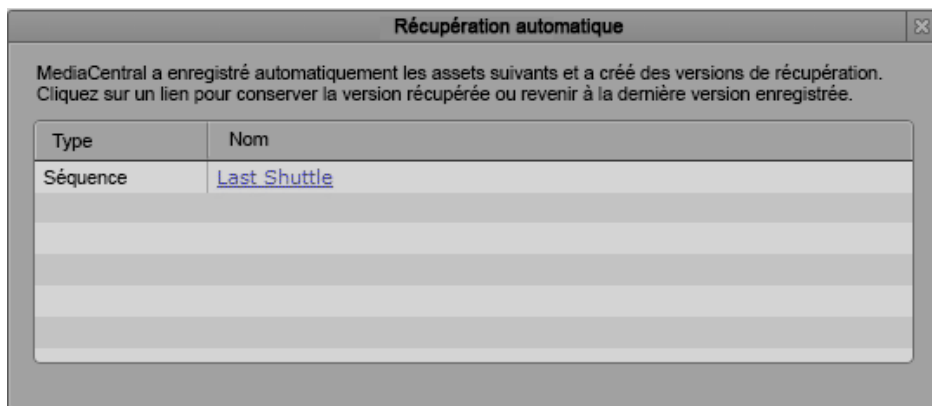 Récupération automatique
MediaCentral a enregistré automatiquement les assets suivants et a créé des versions de récupération.
Cliquez sur un lien pour conserver la version récupérée ou revenir à la dernière version enregistrée.
Type Nom
Séquence Last Shuttle